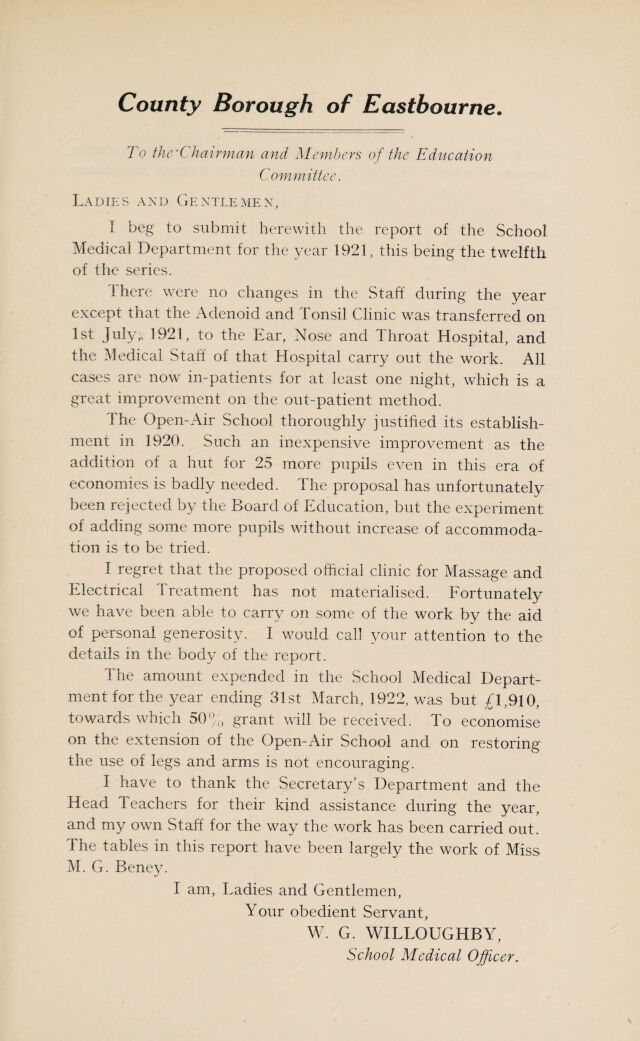 County Borough of Eastbourne.
To the Chairman and Members of the Education
Committee.
LADIES AND GENTLEMEN,
I beg to submit herewith the report of the School
Medical Department for the year 1921, this being the twelfth
of the series.
There were no changes in the Staff during the year
except that the Adenoid and Tonsil Clinic was transferred on
1st July, 1921, to the Ear, Nose and Throat Hospital, and
the Medical Staff of that Hospital carry out the work. All
cases are now in-patients for at least one night, which is a
great improvement on the out-patient method.
The Open-Air School thoroughly justified its establish-
ment in 1920. Such an inexpensive improvement as the
addition of a hut for 25 more pupils even in this era of
economies is badly needed. The proposal has unfortunately
been rejected by the Board of Education, but the experiment
of adding some more pupils without increase of accommoda-
tion is to be tried.
I regret that the proposed official clinic for Massage and
Electrical Treatment has not materialised. Fortunately
we have been able to carry on some of the work by the aid
of personal generosity. I would call your attention to the
details in the body of the report.
The amount expended in the School Medical Depart-
ment for the year ending 31st March, 1922, was but £1,910,
towards which 50% grant will be received. To economise
on the extension of the Open-Air School and on restoring
the use of legs and arms is not encouraging.
I have to thank the Secretary's Department and the
Head Teachers for their kind assistance during the year,
and my own Staff for the way the work has been carried out.
The tables in this report have been largely the work of Miss
M. G. Beney.
I am, Ladies and Gentlemen,
Your obedient Servant,
W. G. WILLOUGHBY,
School Medical Officer.